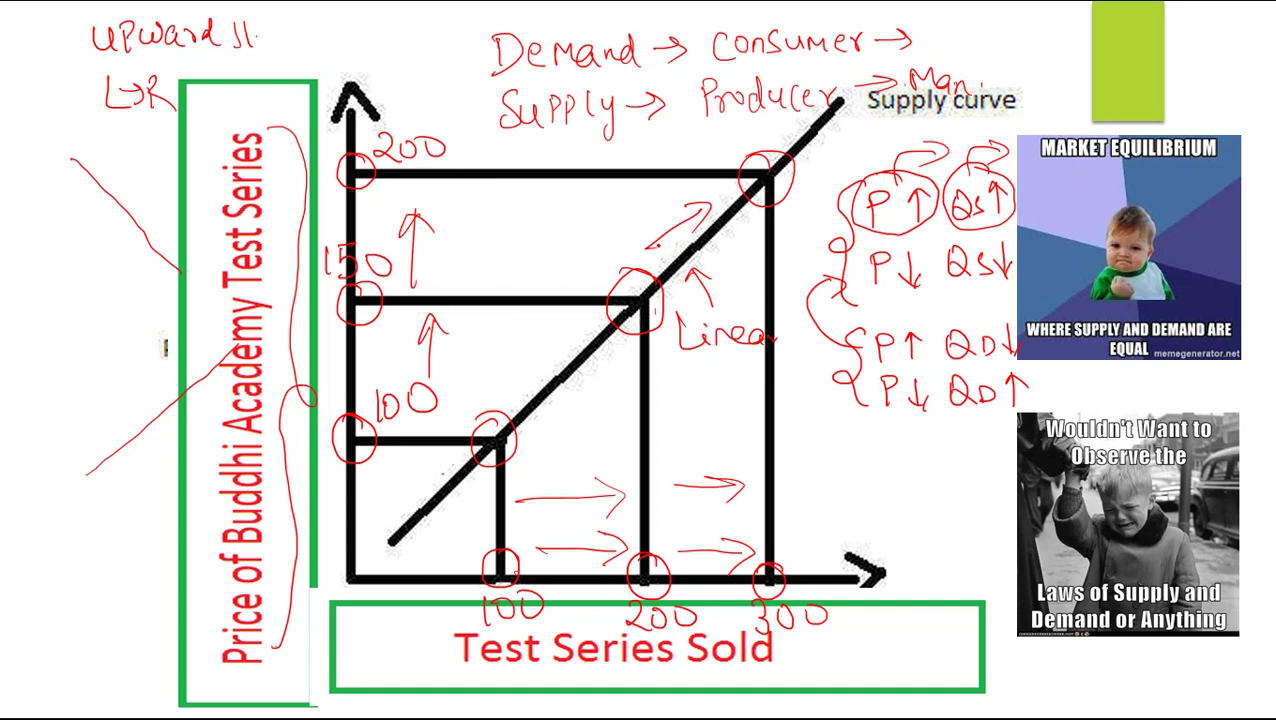 UPward sl.
L→R
Demand → Consumer →
Supply → Producer → Man.
Supply curve
Price of Buddhi Academy Test Series
200
150
100
Linear
P↑ QS↑
P↓ QS↓
P↑ QD↓
P↓ QD↑
100 200 300
Test Series Sold
MARKET EQUILIBRIUM
WHERE SUPPLY AND DEMAND ARE
EQUAL
memegenerator.net
Wouldn't Want to
Observe the
Laws of Supply and
Demand or Anything